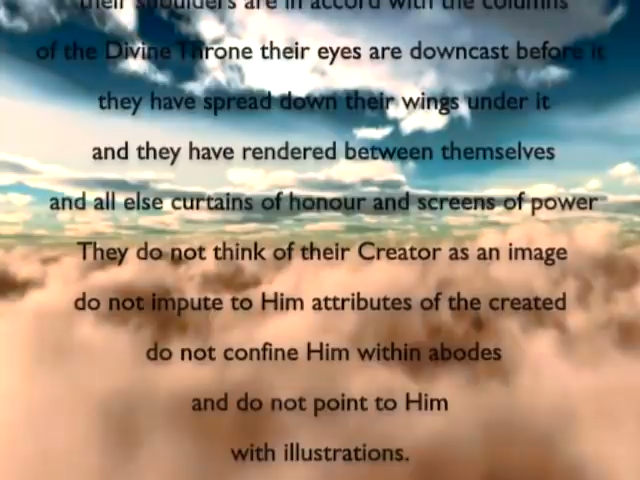 their shoulders are in accord with the columns
of the Divine Throne their eyes are downcast before it
they have spread down their wings under it
and they have rendered between themselves
and all else curtains of honour and screens of power
They do not think of their Creator as an image
do not impute to Him attributes of the created
do not confine Him within abodes
and do not point to Him
with illustrations.